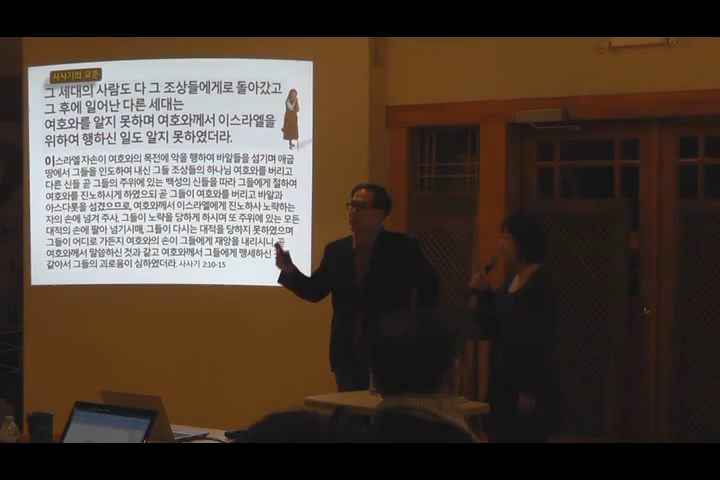 사사기의 교훈
그 세대의 사람도 다 그 조상들에게로 돌아갔고
그 후에 일어난 다른 세대는
여호와를 알지 못하며 여호와께서 이스라엘을
위하여 행하신 일도 알지 못하였더라.
이스라엘 자손이 여호와의 목전에 악을 행하여 바알들을 섬기며 애굽
땅에서 그들을 인도하여 내신 그들 조상들의 하나님 여호와를 버리고
다른 신들 곧 그들의 주위에 있는 백성의 신들을 따라 그들에게 절하여
여호와를 진노하시게 하였으되 곧 그들이 여호와를 버리고 바알과
아스다롯을 섬겼으므로, 여호와께서 이스라엘에게 진노하사 노략하는
자의 손에 넘겨 주사, 그들이 노략을 당하게 하시며 또 주위에 있는 모든
대적의 손에 팔아 넘기시매, 그들이 다시는 대적을 당하지 못하였으며
그들이 어디로 가든지 여호와의 손이 그들에게 재앙을 내리시니 곧
여호와께서 말씀하신 것과 같고 여호와께서 그들에게 맹세하신
같아서 그들의 괴로움이 심하였더라. 사사기 2:10-15